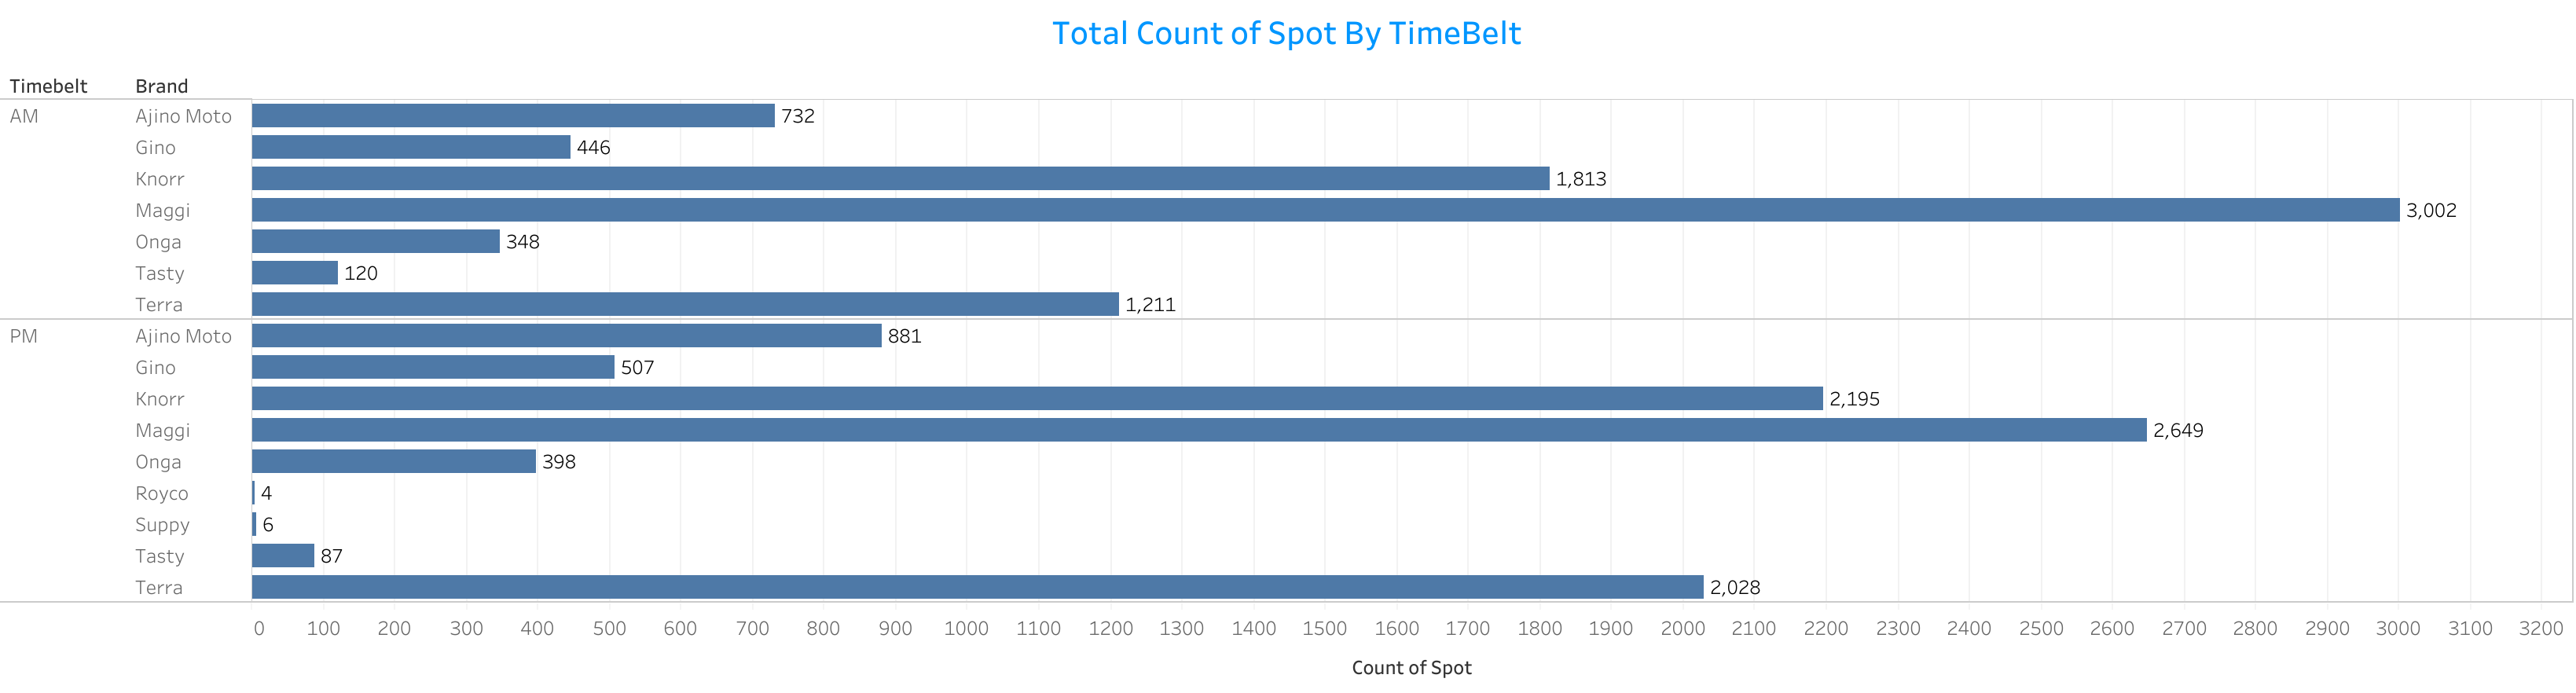 Total Count of Spot By TimeBelt
Timebelt Brand
AM Ajino Moto 732
Gino 446
Knorr 1,813
Maggi 3,002
Onga 348
Tasty 120
Terra 1,211
PM Ajino Moto 881
Gino 507
Knorr 2,195
Maggi 2,649
Onga 398
Royco 4
Suppy 6
Tasty 87
Terra 2,028
0 100 200 300 400 500 600 700 800 900 1000 1100 1200 1300 1400 1500 1600 1700 1800 1900 2000 2100 2200 2300 2400 2500 2600 2700 2800 2900 3000 3100 3200
Count of Spot